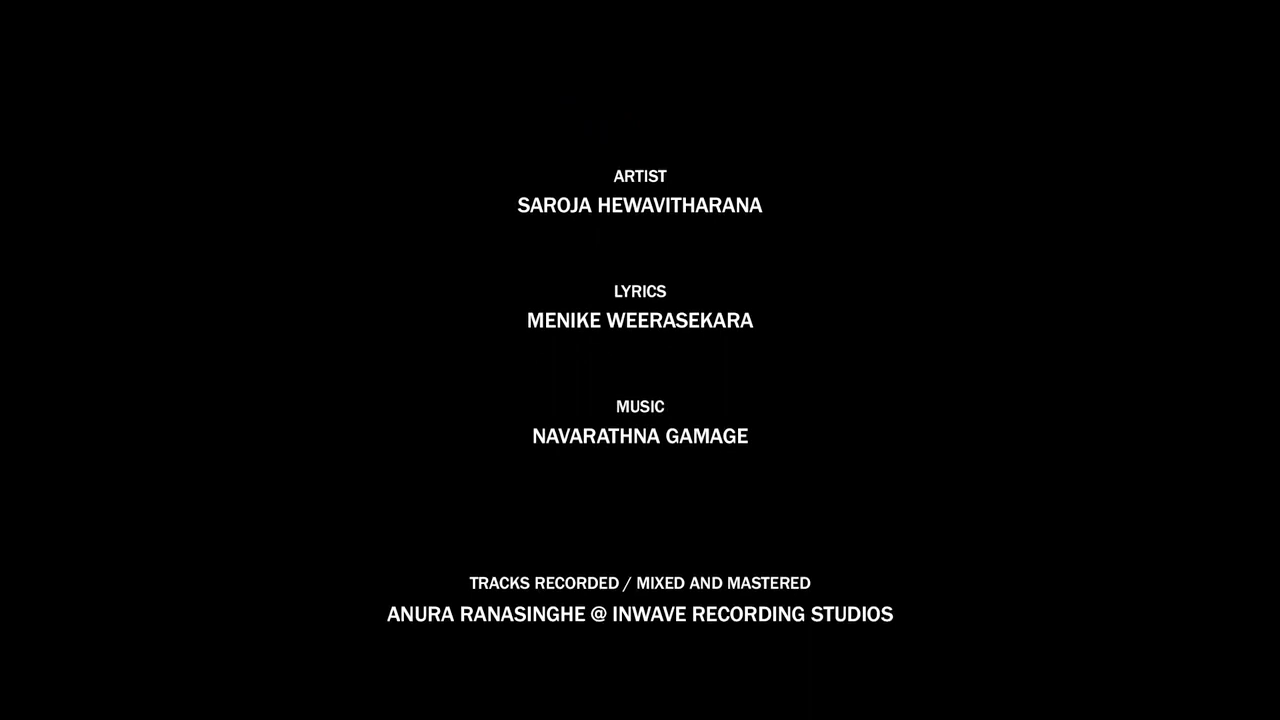 ARTIST
SAROJA HEWAVITHARANA
LYRICS
MENIKE WEERASEKARA
MUSIC
NAVARATHNA GAMAGE
TRACKS RECORDED / MIXED AND MASTERED
ANURA RANASINGHE @ INWAVE RECORDING STUDIOS